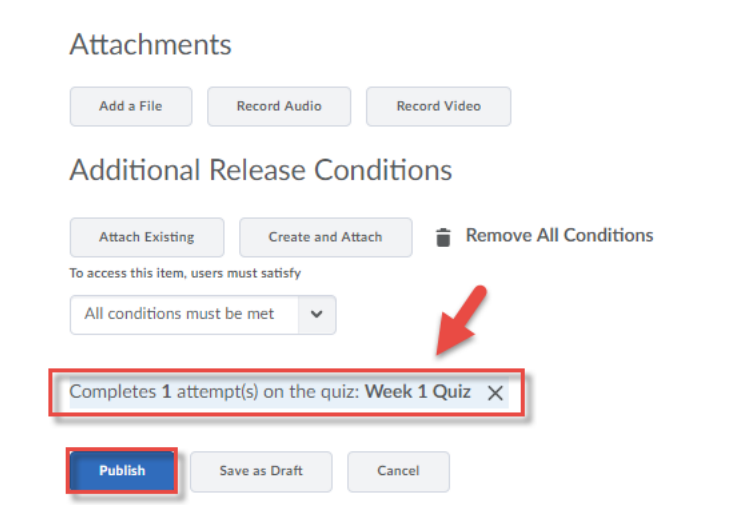 Attachments
Add a File Record Audio Record Video
Additional Release Conditions
Attach Existing Create and Attach Remove All Conditions
To access this item, users must satisfy
All conditions must be met
Completes 1 attempt(s) on the quiz: Week 1 Quiz
Publish Save as Draft Cancel